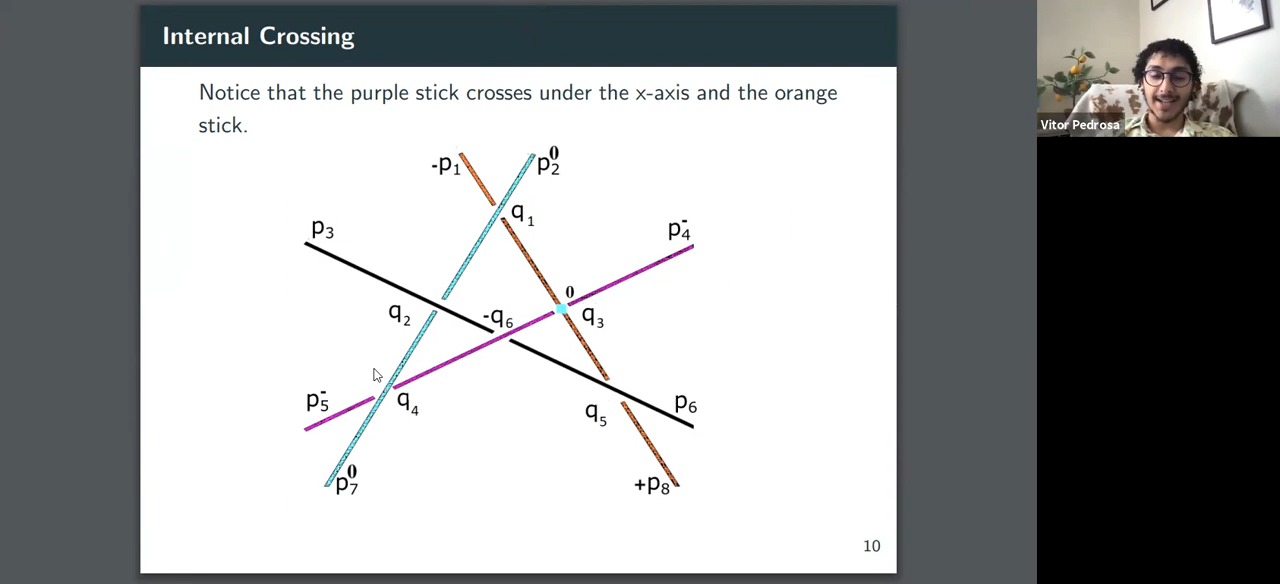 Internal Crossing
Notice that the purple stick crosses under the x-axis and the orange
stick.
-p1
p2 0
q1
p3
p4 -
0
q2
-q6
q3
p5 -
q4
q5
p6
p7 0
+p8
10
Vitor Pedrosa